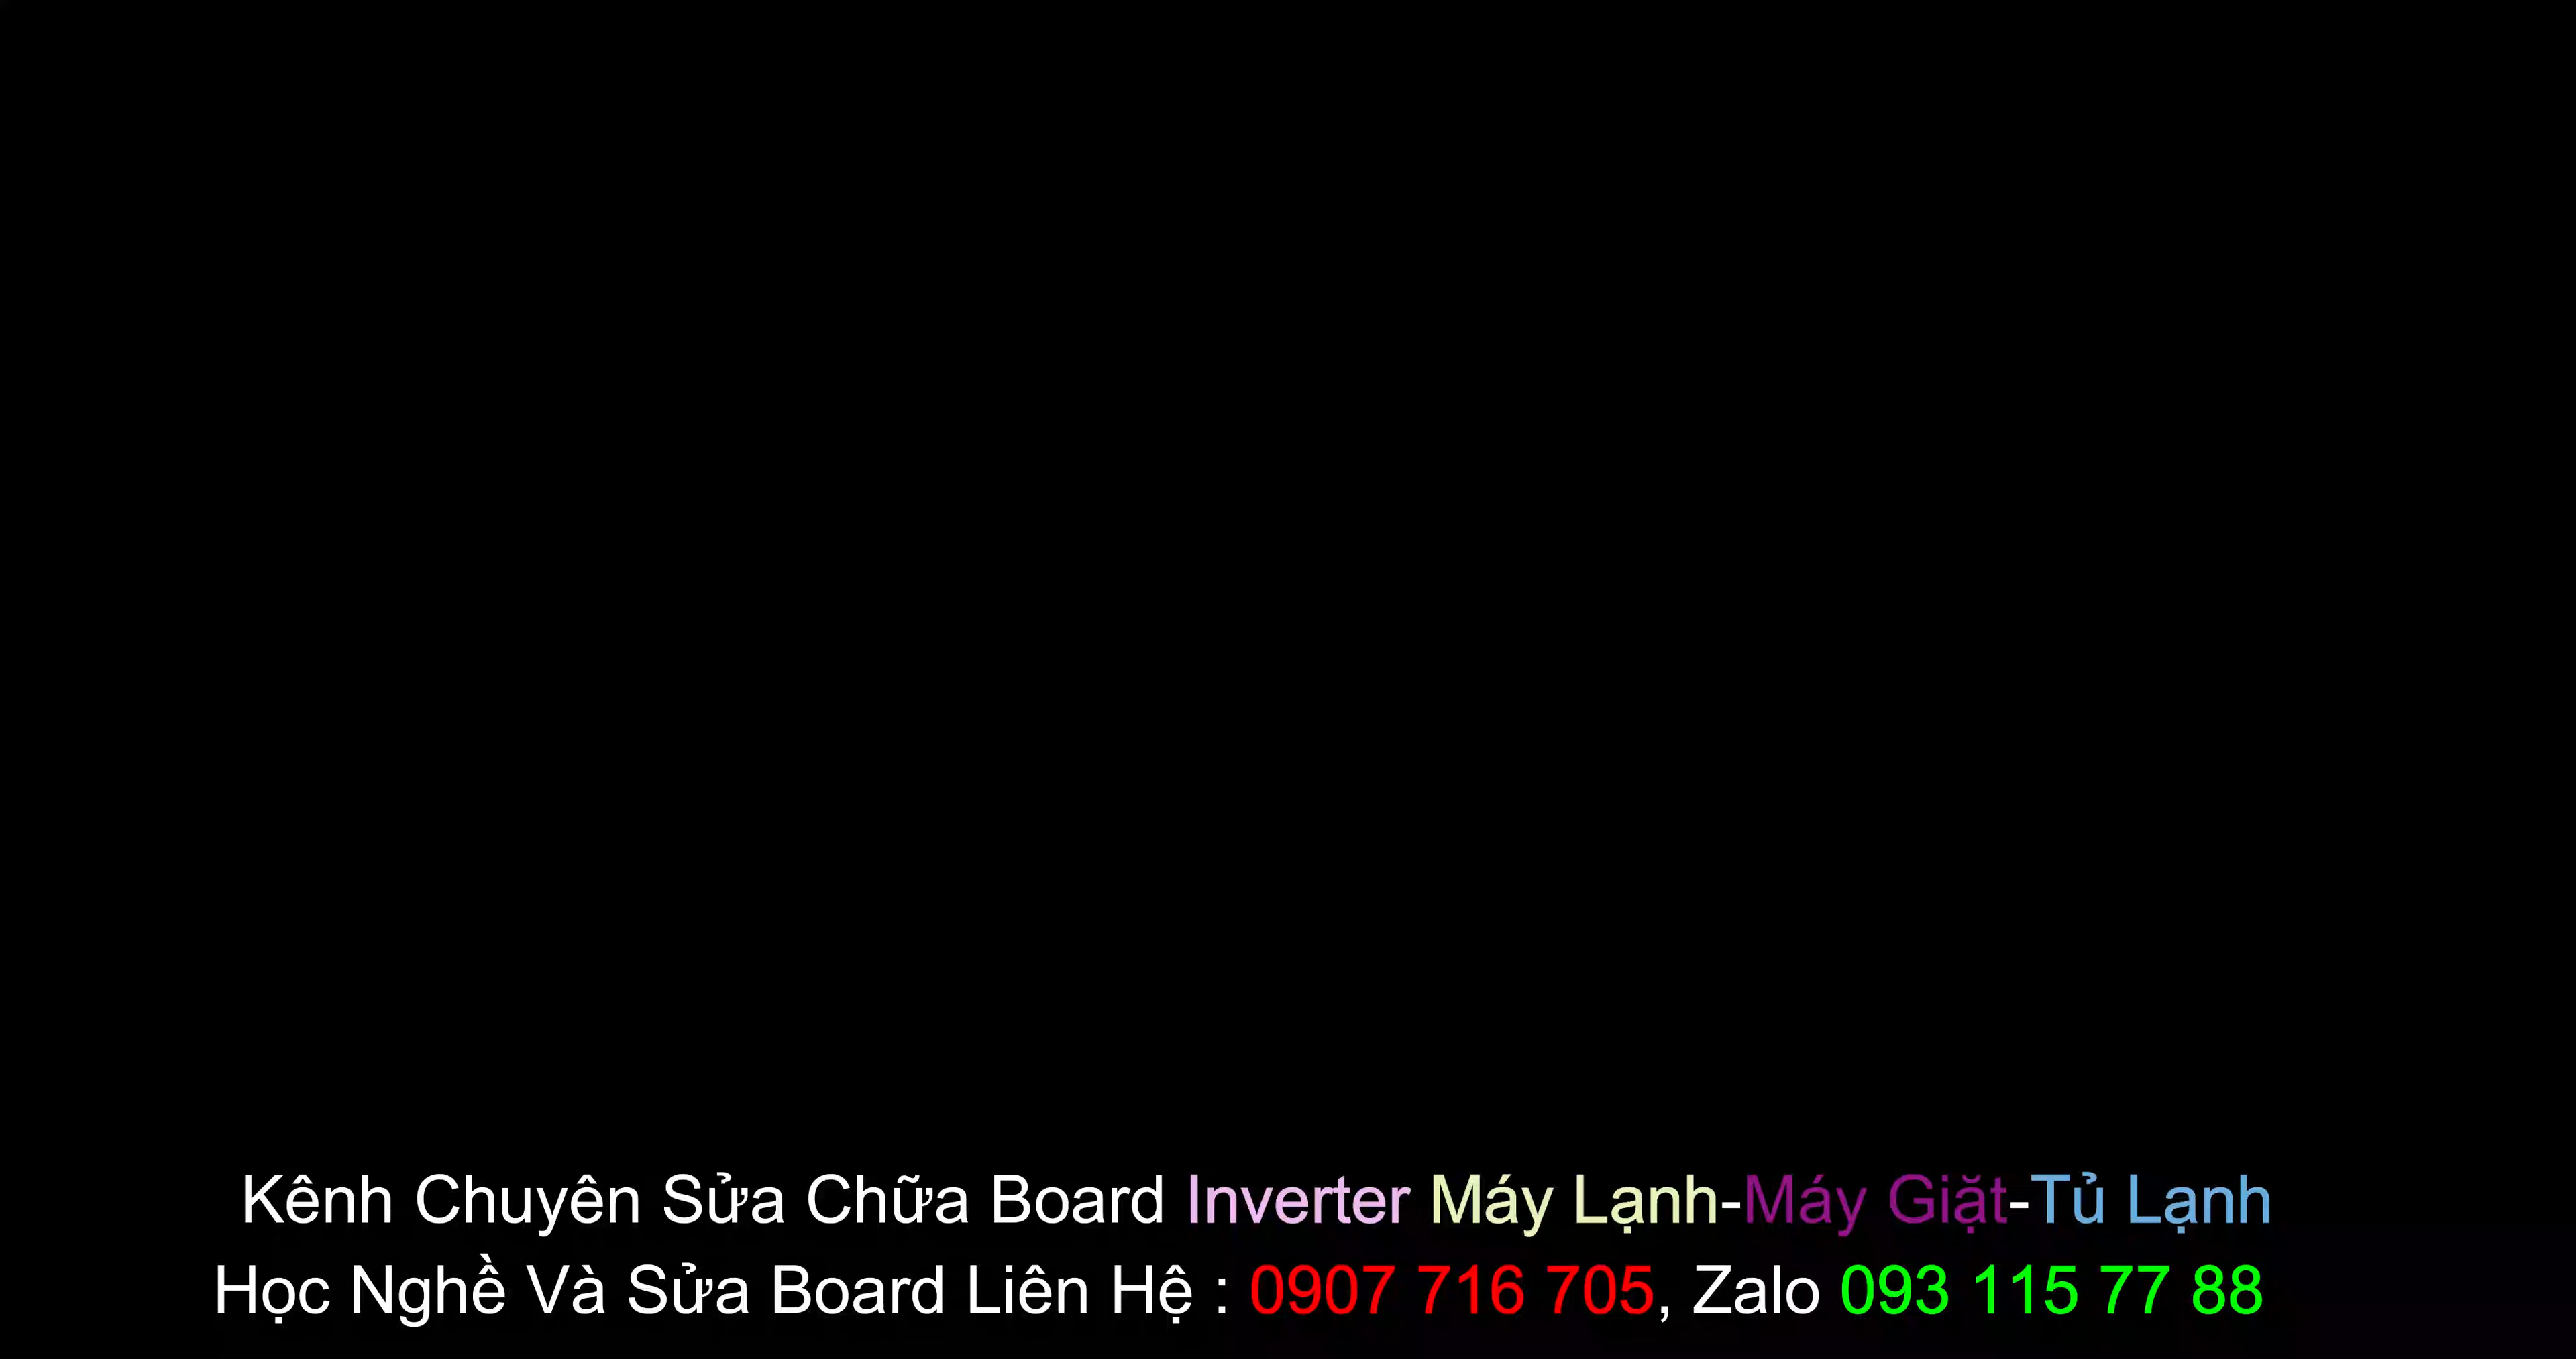 Kênh Chuyên Sửa Chữa Board Inverter Máy Lạnh-Máy Giặt-Tủ Lạnh
Học Nghề Và Sửa Board Liên Hệ : 0907 716 705, Zalo 093 115 77 88